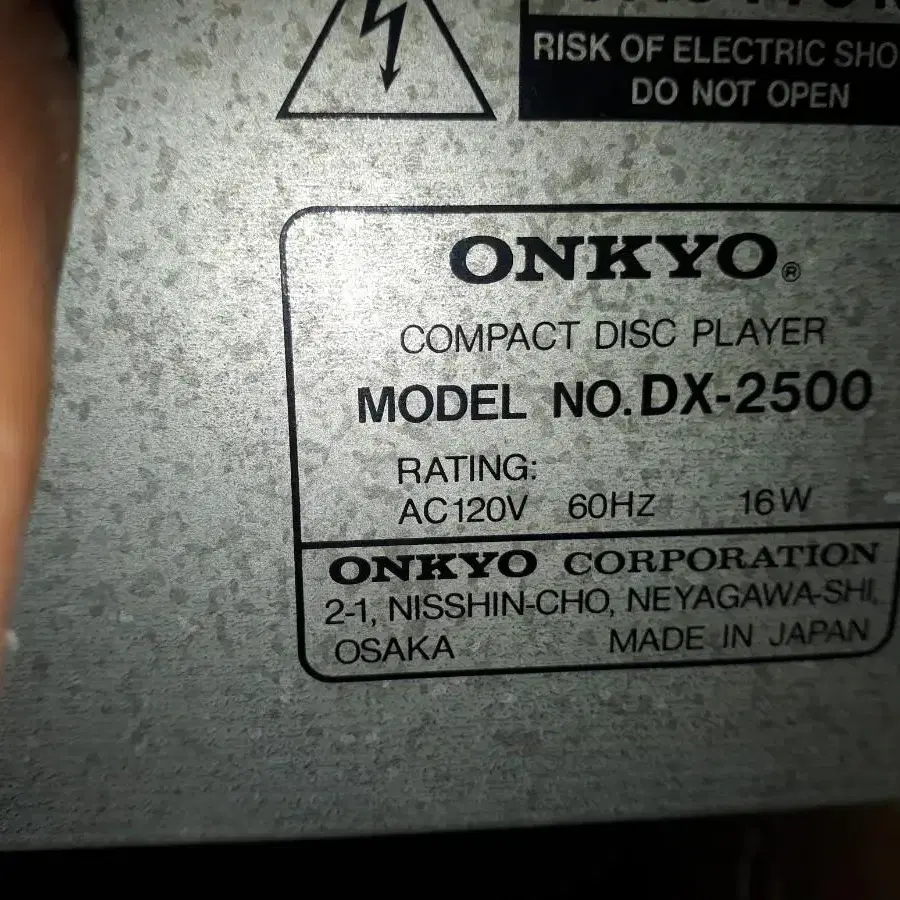 RISK OF ELECTRIC
DO NOT OPEN
ONKYO®
COMPACT DISC PLAYER
MODEL NO. DX-2500
RATING:
AC120V 60HZ 16W
ONKYO CORPORATION
2-1, NISSHIN-CHO, NEYAGAWA-SHI,
OSAKA MADE IN JAPAN